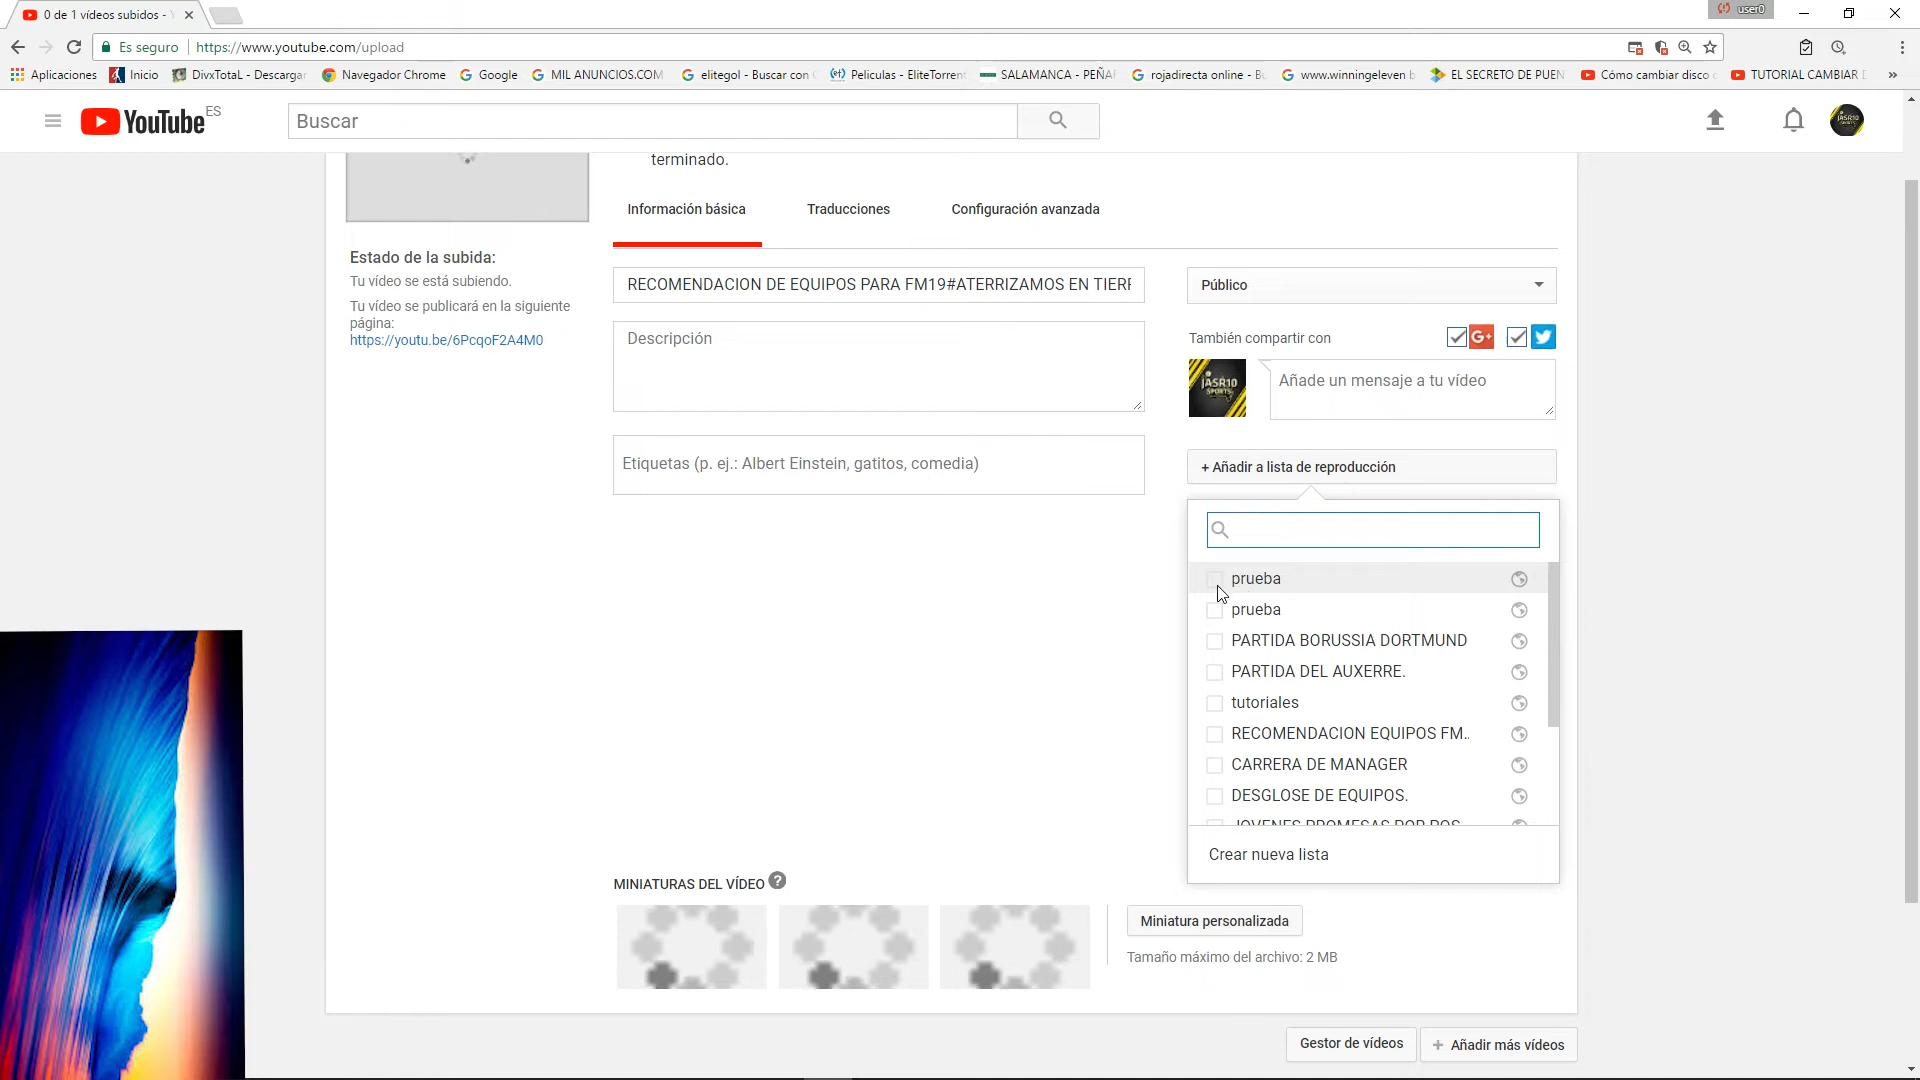 0 de 1 vídeos subidos - Y
user0
Es seguro
https://www.youtube.com/upload
Aplicaciones
Inicio
DivxTotaL - Descargar
Navegador Chrome
Google
MIL ANUNCIOS.COM
elitegol - Buscar con
Peliculas - EliteTorrent
SALAMANCA - PEÑA
rojadirecta online - B
www.winningeleven
EL SECRETO DE PUEN
Cómo cambiar disco
TUTORIAL CAMBIAR
»
YouTube ES
Buscar
terminado.
Información básica
Traducciones
Configuración avanzada
Estado de la subida:
Tu vídeo se está subiendo.
Tu vídeo se publicará en la siguiente
página:
https://youtu.be/6PcqoF2A4M0
RECOMENDACION DE EQUIPOS PARA FM19#ATERRIZAMOS EN TIERR
Descripción
Etiquetas (p. ej.: Albert Einstein, gatitos, comedia)
Público
También compartir con
G+
JASR10
SPORTS
Añade un mensaje a tu vídeo
+ Añadir a lista de reproducción
prueba
prueba
PARTIDA BORUSSIA DORTMUND
PARTIDA DEL AUXERRE.
tutoriales
RECOMENDACION EQUIPOS FM..
CARRERA DE MANAGER
DESGLOSE DE EQUIPOS.
JOVENES PROMESAS POR POS
Crear nueva lista
MINIATURAS DEL VÍDEO ?
Miniatura personalizada
Tamaño máximo del archivo: 2 MB
Gestor de vídeos
+ Añadir más vídeos